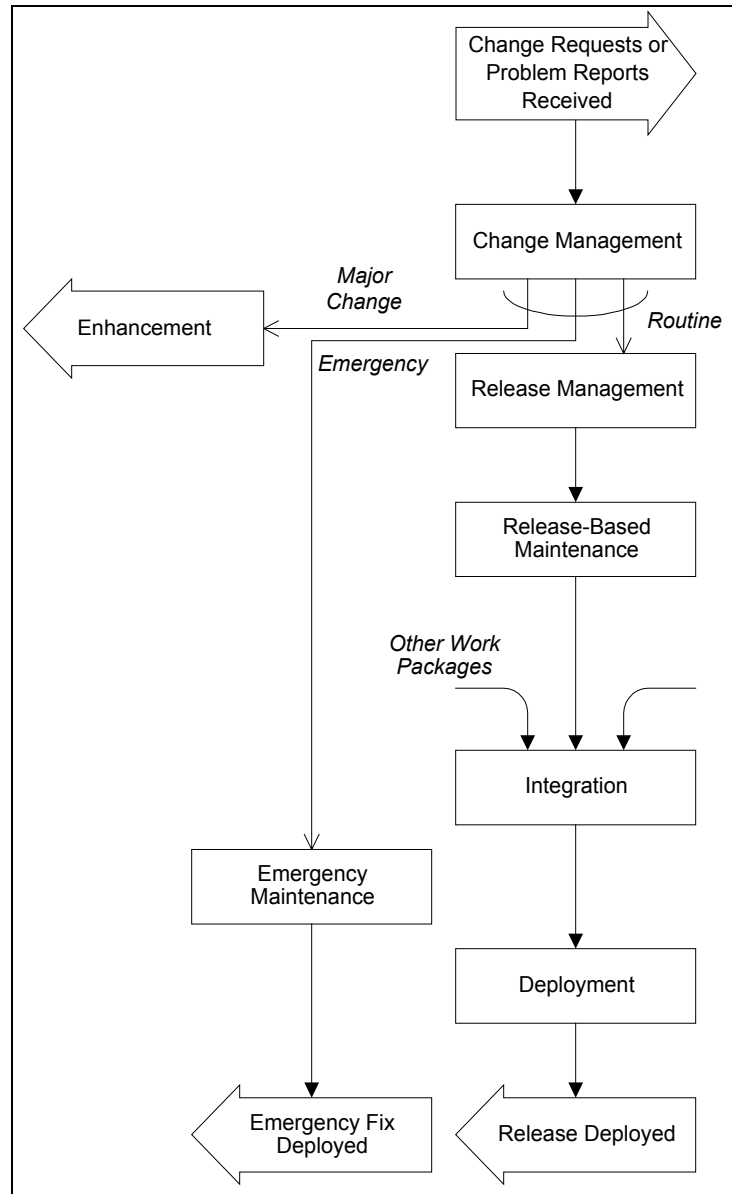 Change Requests or
Problem Reports
Received
Change Management
Major
Change
Enhancement
Routine
Emergency
Release Management
Release-Based
Maintenance
Other Work
Packages
Integration
Emergency
Maintenance
Deployment
Emergency Fix
Deployed
Release Deployed